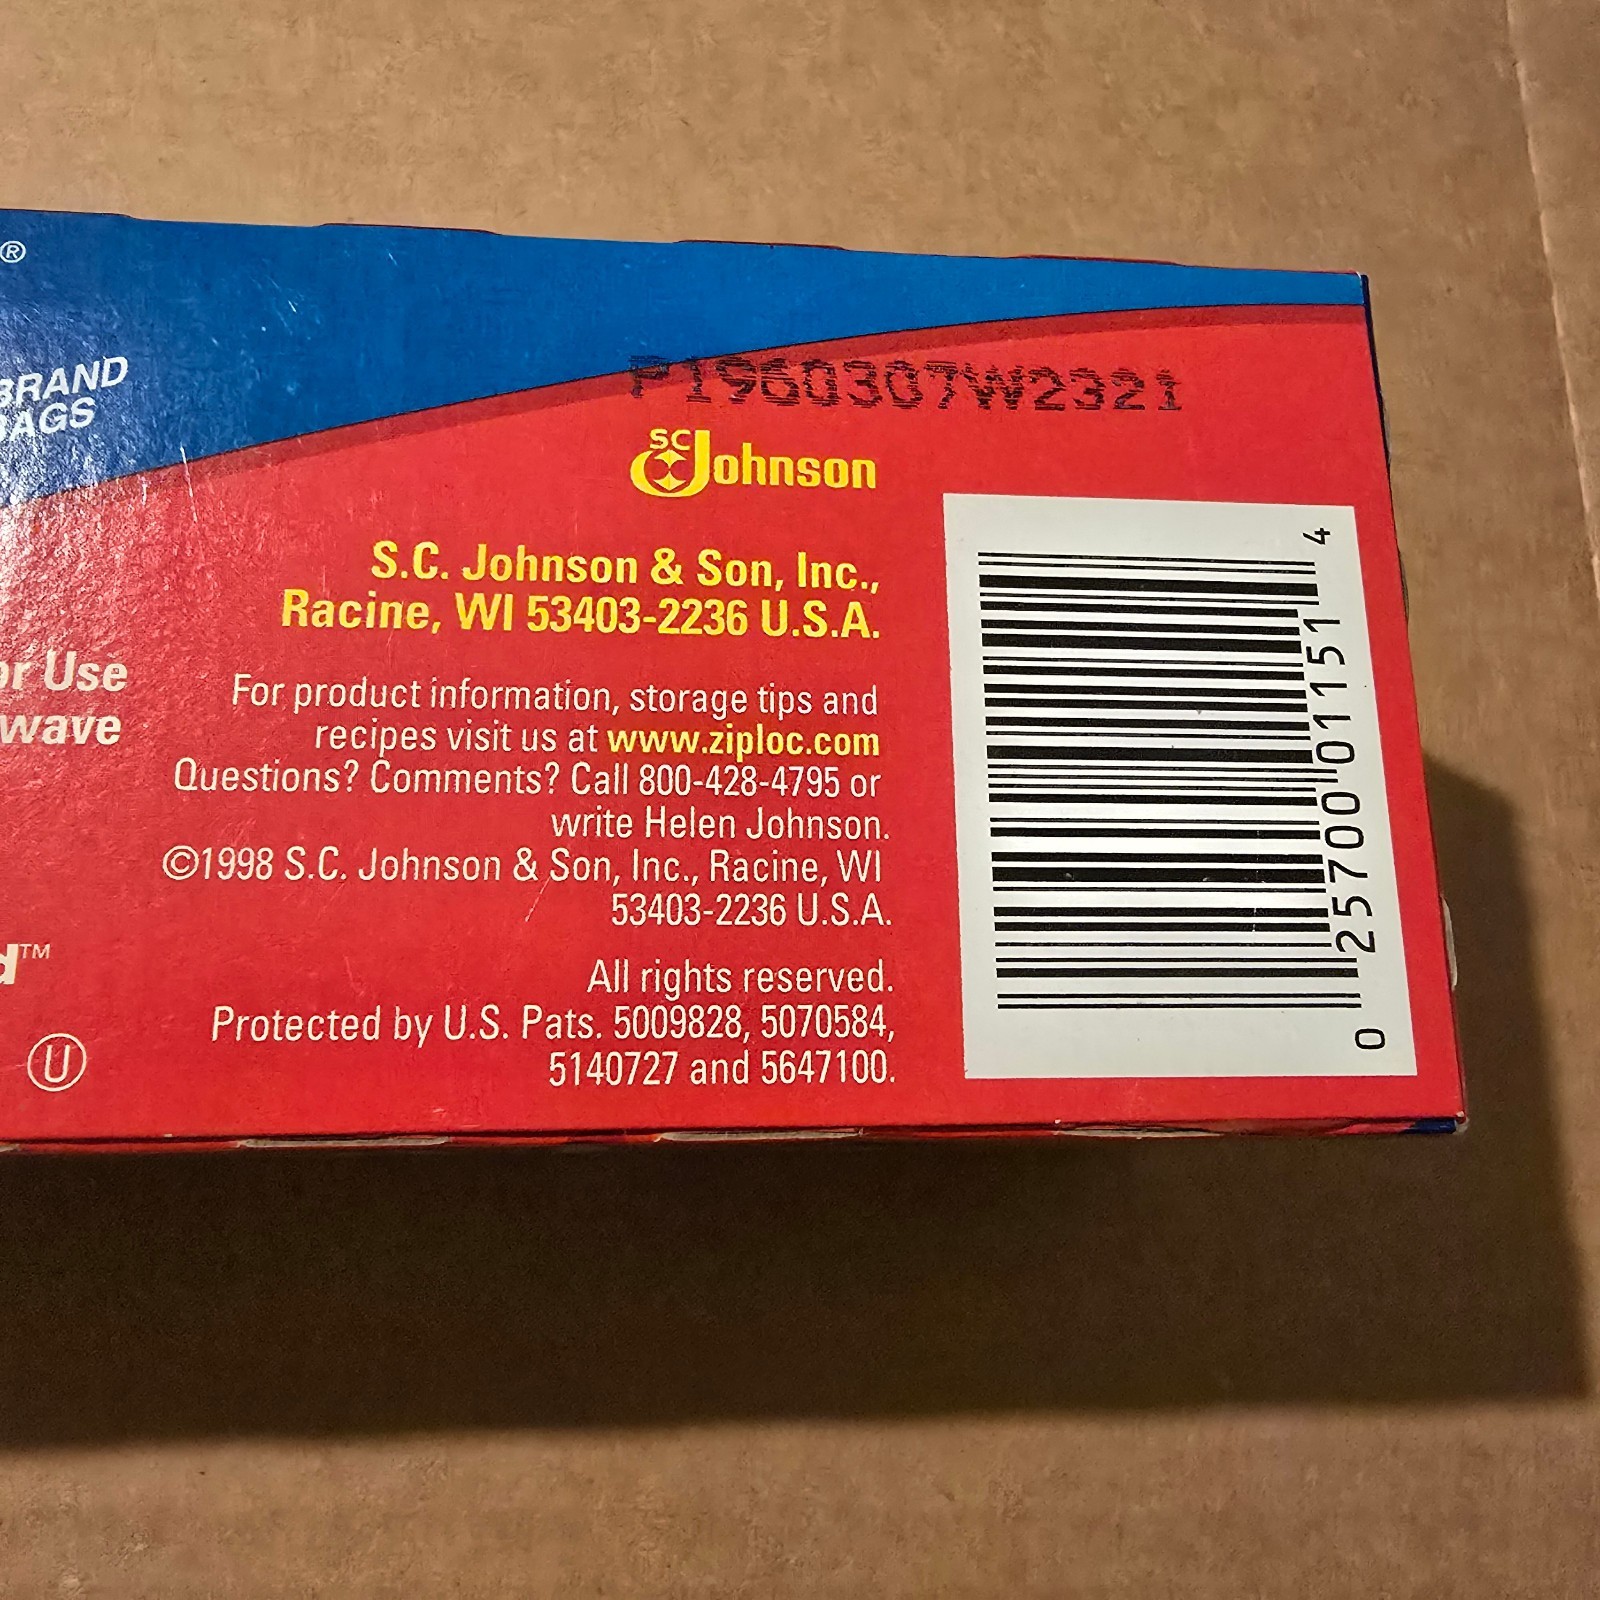 ®
BRAND
BAGS
P1960307W2321
SC Johnson
S.C. Johnson & Son, Inc.,
Racine, WI 53403-2236 U.S.A.
or Use
wave
For product information, storage tips and
recipes visit us at www.ziploc.com
Questions? Comments? Call 800-428-4795 or
write Helen Johnson.
©1998 S.C. Johnson & Son, Inc., Racine, WI
53403-2236 U.S.A.
d™
All rights reserved.
Protected by U.S. Pats. 5009828, 5070584,
5140727 and 5647100.
U
0 25700 01151 4